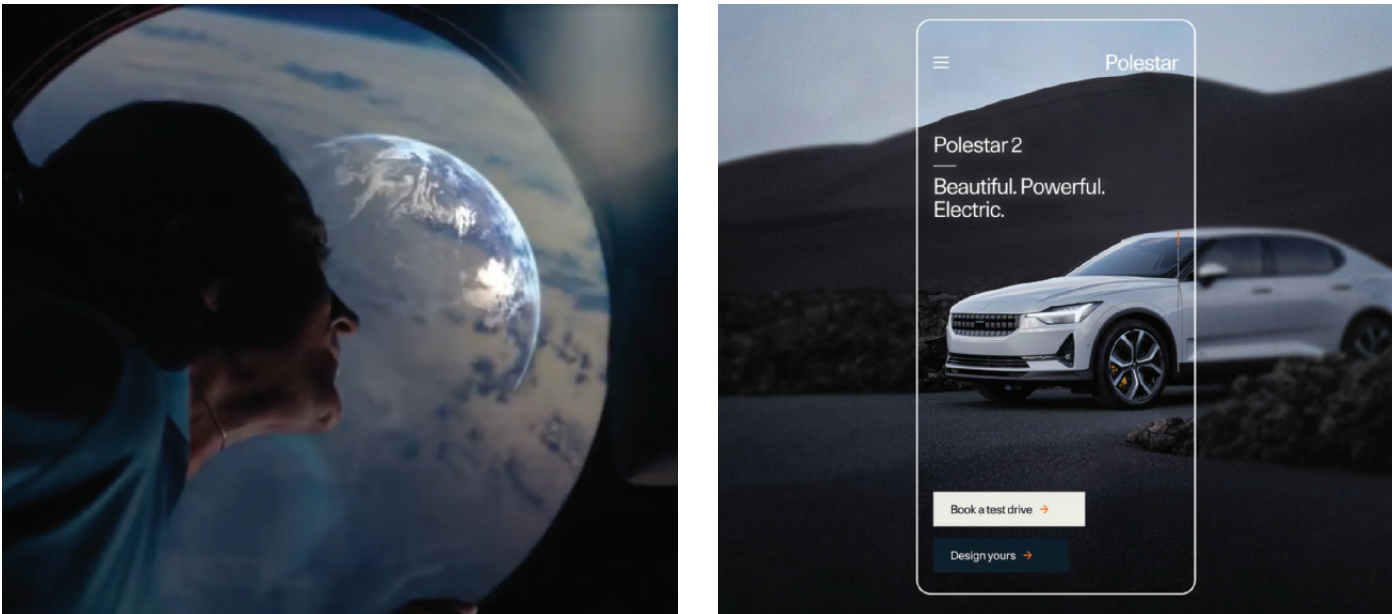 Polestar
Polestar 2
Beautiful. Powerful.
Electric.
Book a test drive
Design yours